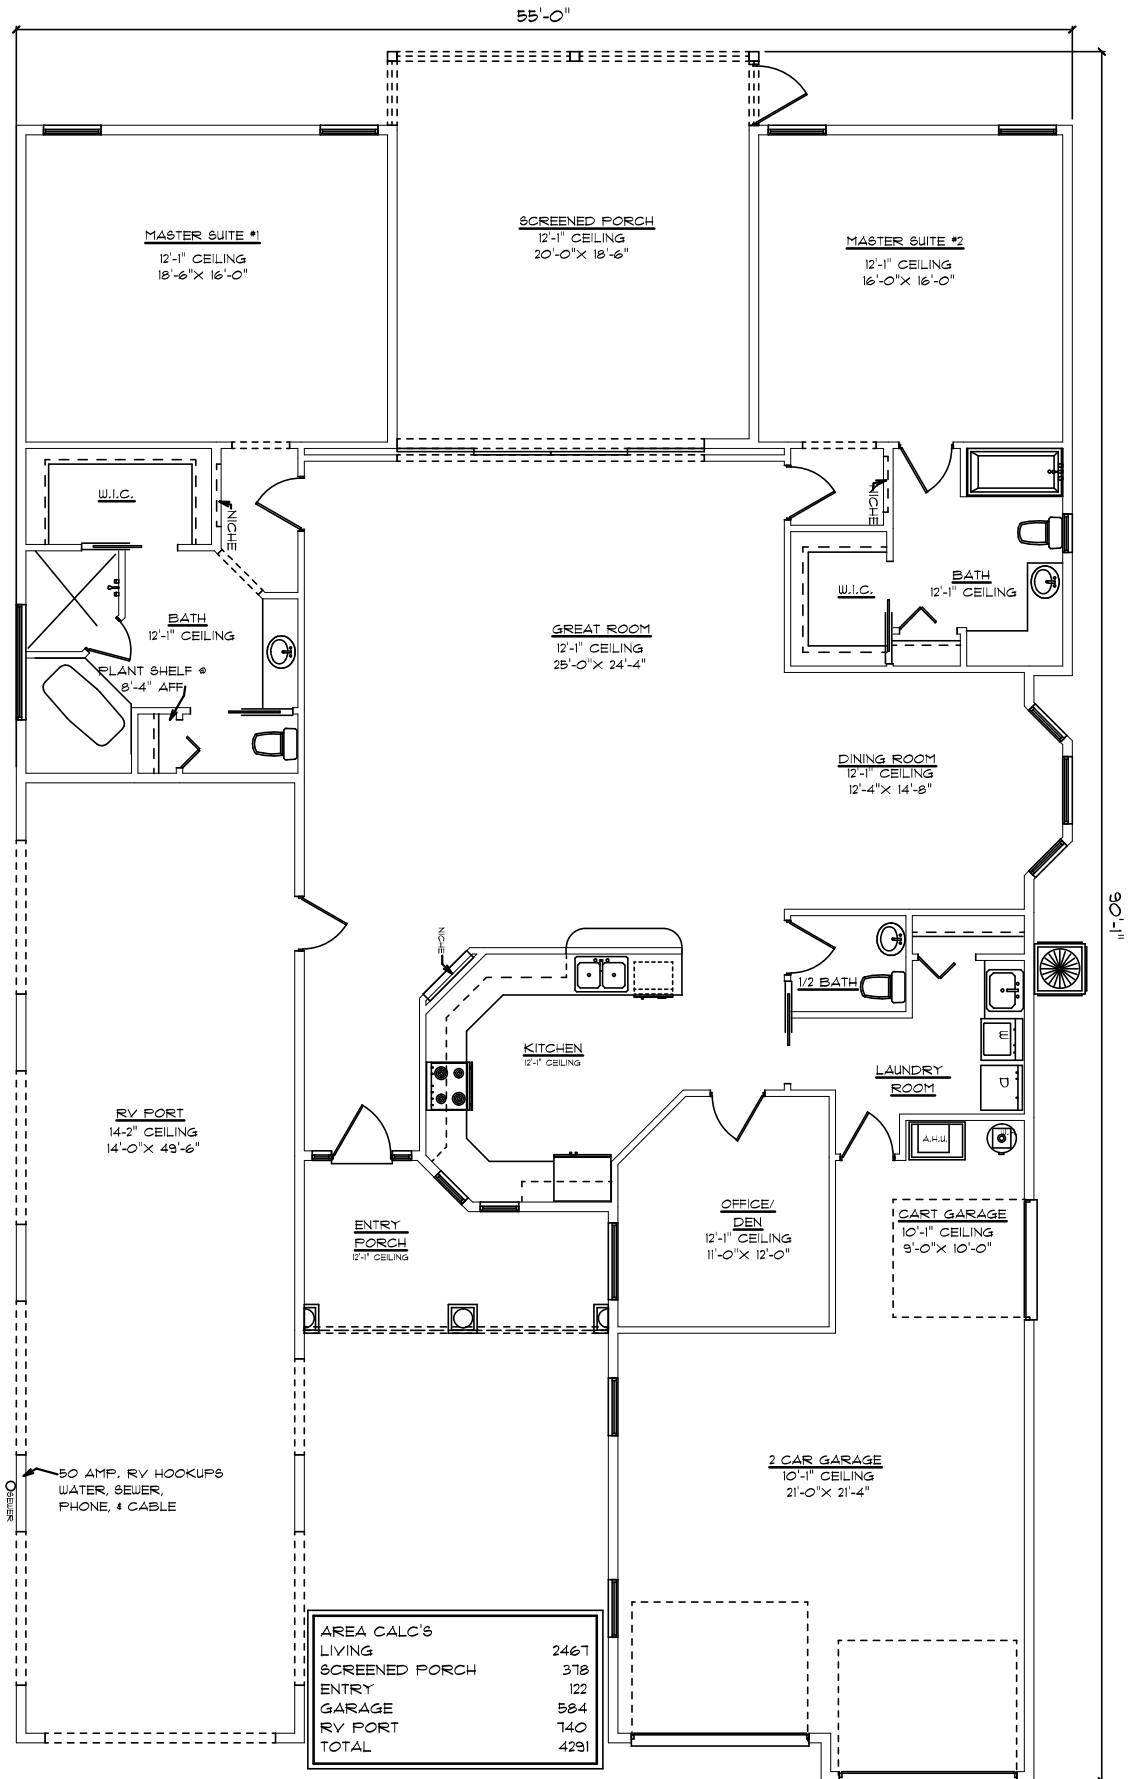 55'-0"
MASTER SUITE #1
12'-1" CEILING
18'-6"X 16'-0"
SCREENED PORCH
12'-1" CEILING
20'-0"X 18'-6"
MASTER SUITE #2
12'-1" CEILING
16'-0"X 16'-0"
W.I.C.
NICHE
BATH
12'-1" CEILING
PLANT SHELF @
8'-4" AFF
GREAT ROOM
12'-1" CEILING
25'-0"X 24'-4"
NICHE
W.I.C.
BATH
12'-1" CEILING
DINING ROOM
12'-1" CEILING
12'-4"X 14'-8"
90'-1"
NICHE
KITCHEN
12'-1" CEILING
1/2 BATH
LAUNDRY
ROOM
W
D
A.H.U.
RV PORT
14-2" CEILING
14'-0"X 49'-6"
ENTRY
PORCH
12'-1" CEILING
OFFICE/
DEN
12'-1" CEILING
11'-0"X 12'-0"
CART GARAGE
10'-1" CEILING
9'-0"X 10'-0"
2 CAR GARAGE
10'-1" CEILING
21'-0"X 21'-4"
50 AMP. RV HOOKUPS
WATER, SEWER,
PHONE, & CABLE
SEWER
AREA CALC'S
LIVING 2467
SCREENED PORCH 378
ENTRY 122
GARAGE 584
RV PORT 740
TOTAL 4291